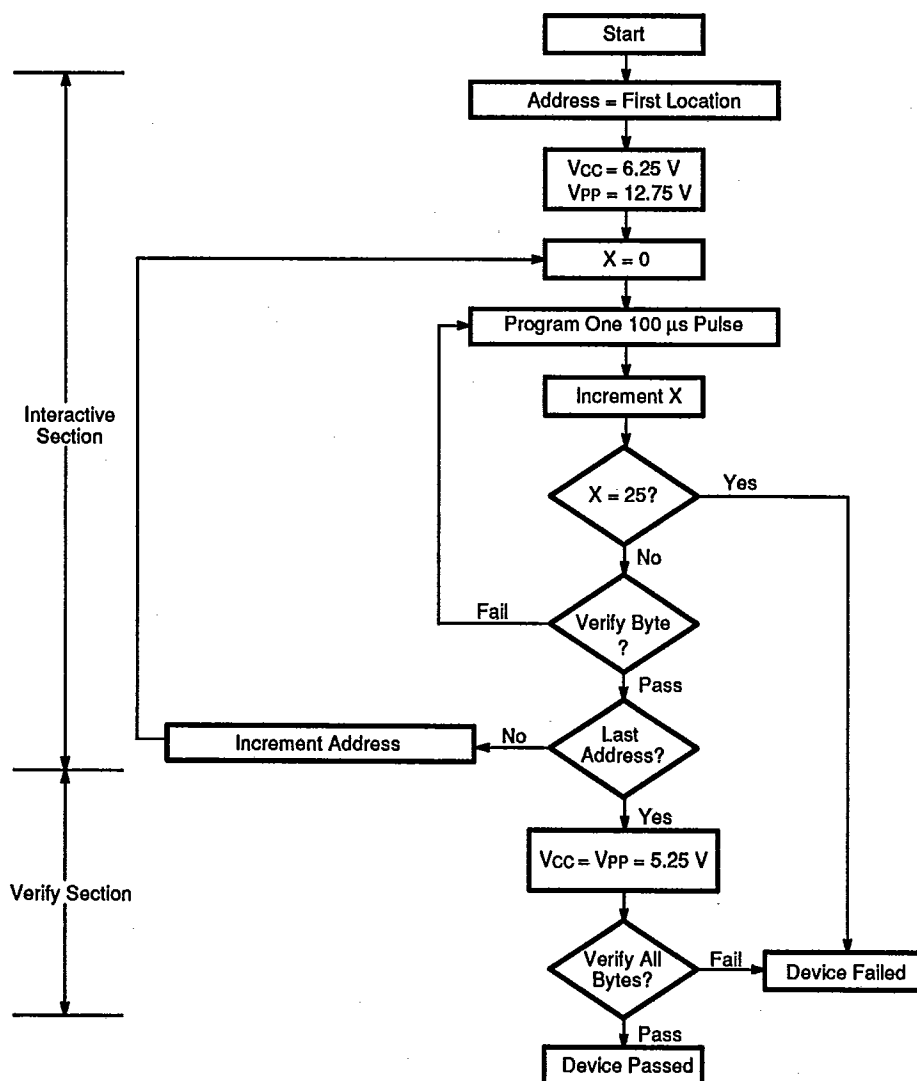 Start
Address = First Location
VCC = 6.25 V
VPP = 12.75 V
X = 0
Program One 100 µs Pulse
Increment X
Interactive
Section
X = 25?
Yes
No
Fail
Verify Byte
?
Pass
Increment Address
No
Last
Address?
Yes
VCC = VPP = 5.25 V
Verify Section
Verify All
Bytes?
Fail
Device Failed
Pass
Device Passed